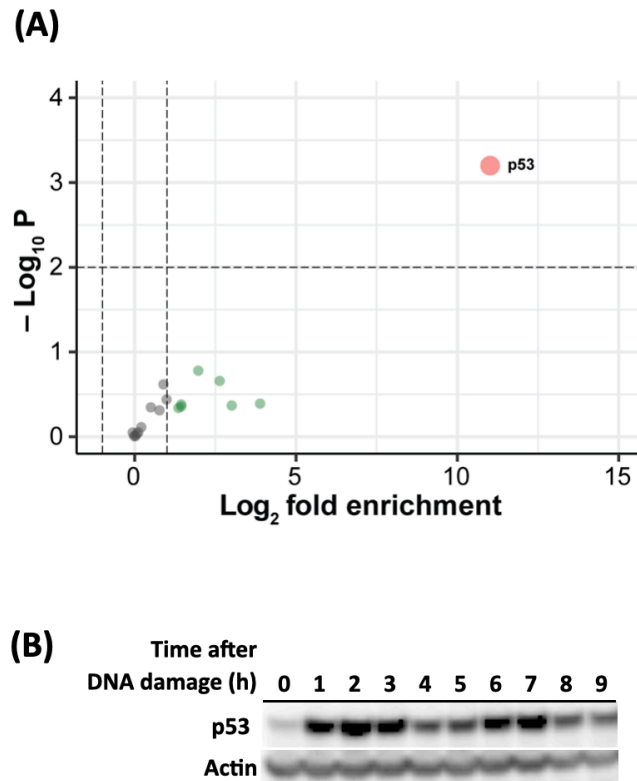 (A)
4
3
2
1
0
− Log10 P
p53
0 5 10 15
Log2 fold enrichment
(B)
Time after
DNA damage (h) 0 1 2 3 4 5 6 7 8 9
p53
Actin